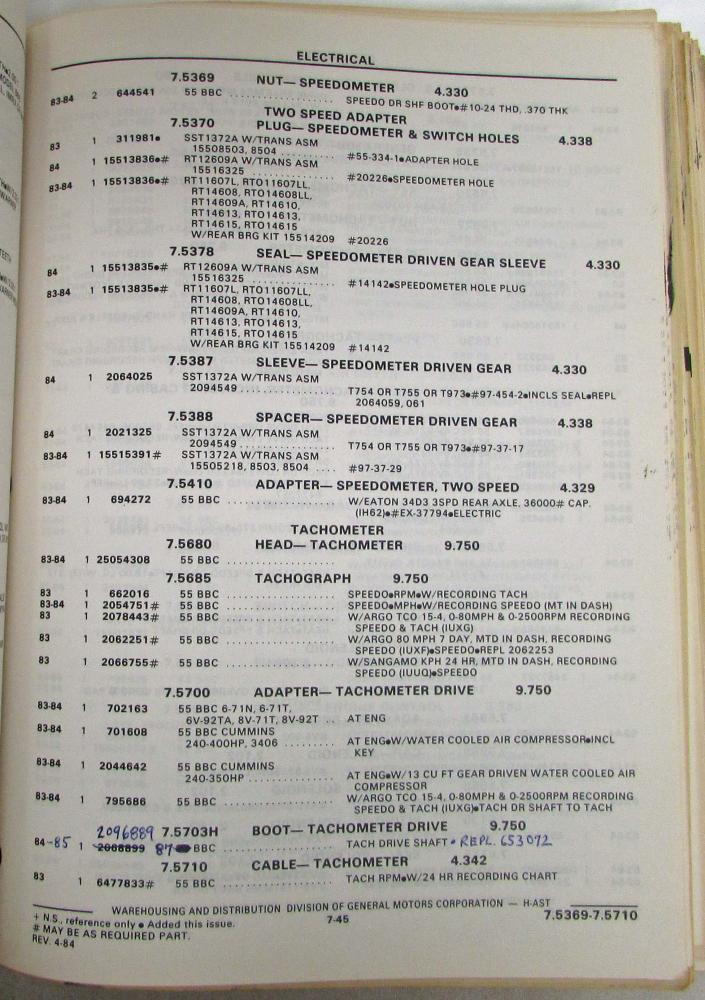 ELECTRICAL
7.5369 NUT— SPEEDOMETER 4.330
83-84 2 644541 55 BBC .................. SPEEDO DR SHF BOOT●#10-24 THD, .370 THK
TWO SPEED ADAPTER
7.5370 PLUG— SPEEDOMETER & SWITCH HOLES 4.338
83 1 311981● SST1372A W/TRANS ASM
15508503, 8504 .......... #55-334-1●ADAPTER HOLE
84 1 15513836●# RT12609A W/TRANS ASM
15516325 ................ #20226●SPEEDOMETER HOLE
83-84 1 15513836●# RT11607L, RTO11607LL,
RT14608, RTO14608LL,
RT14609A, RT14610,
RT14613, RTO14613,
RT14615, RTO14615
W/REAR BRG KIT 15514209 #20226
7.5378 SEAL— SPEEDOMETER DRIVEN GEAR SLEEVE 4.330
84 1 15513835●# RT12609A W/TRANS ASM
15516325 ................ #14142●SPEEDOMETER HOLE PLUG
83-84 1 15513835●# RT11607L, RTO11607LL,
RT14608, RTO14608LL,
RT14609A, RT14610,
RT14613, RTO14613,
RT14615, RTO14615
W/REAR BRG KIT 15514209 #14142
7.5387 SLEEVE— SPEEDOMETER DRIVEN GEAR 4.330
84 1 2064025 SST1372A W/TRANS ASM
2094549 ................. T754 OR T755 OR T973●#97-454-2●INCLS SEAL●REPL
2064059, 061
7.5388 SPACER— SPEEDOMETER DRIVEN GEAR 4.338
84 1 2021325 SST1372A W/TRANS ASM
2094549 ................. T754 OR T755 OR T973●#97-37-17
83-84 1 15515391# SST1372A W/TRANS ASM
15505218, 8503, 8504 .... #97-37-29
7.5410 ADAPTER— SPEEDOMETER, TWO SPEED 4.329
83-84 1 694272 55 BBC .................. W/EATON 34D3 3SPD REAR AXLE, 36000# CAP.
(IH62)●#EX-37794●ELECTRIC
TACHOMETER
7.5680 HEAD— TACHOMETER 9.750
83-84 1 25054308 55 BBC ..................
7.5685 TACHOGRAPH 9.750
83 1 662016 55 BBC .................. SPEEDO●RPM●W/RECORDING TACH
83-84 1 2054751# 55 BBC .................. SPEEDO●MPH●W/RECORDING SPEEDO (MT IN DASH)
83 1 2078443# 55 BBC .................. W/ARGO TCO 15-4, 0-80MPH & 0-2500RPM RECORDING
SPEEDO & TACH (IUXG)
83 1 2062251# 55 BBC .................. W/ARGO 80 MPH 7 DAY, MTD IN DASH, RECORDING
SPEEDO (IUXF)●SPEEDO●REPL 2062253
83 1 2066755# 55 BBC .................. W/SANGAMO KPH 24 HR, MTD IN DASH, RECORDING
SPEEDO (IUUQ)●SPEEDO
7.5700 ADAPTER— TACHOMETER DRIVE 9.750
83-84 1 702163 55 BBC 6-71N, 6-71T,
6V-92TA, 8V-71T, 8V-92T .. AT ENG
83-84 1 701608 55 BBC CUMMINS
240-400HP, 3406 ......... AT ENG●W/WATER COOLED AIR COMPRESSOR●INCL
KEY
83-84 1 2044642 55 BBC CUMMINS
240-350HP ............... AT ENG●W/13 CU FT GEAR DRIVEN WATER COOLED AIR
COMPRESSOR
83-84 1 795686 55 BBC .................. W/ARGO TCO 15-4, 0-80MPH & 0-2500RPM RECORDING
SPEEDO & TACH (IUXG)●TACH DR SHAFT TO TACH
2096889 7.5703H BOOT— TACHOMETER DRIVE 9.750
84-85 1 2068899 87 BBC .................. TACH DRIVE SHAFT • REPL. 653072
7.5710 CABLE— TACHOMETER 4.342
83 1 6477833# 55 BBC .................. TACH RPM●W/24 HR RECORDING CHART
WAREHOUSING AND DISTRIBUTION DIVISION OF GENERAL MOTORS CORPORATION — H-AST
+ N.S., reference only ● Added this issue. 7-45 7.5369-7.5710
# MAY BE AS REQUIRED PART.
REV. 4-84